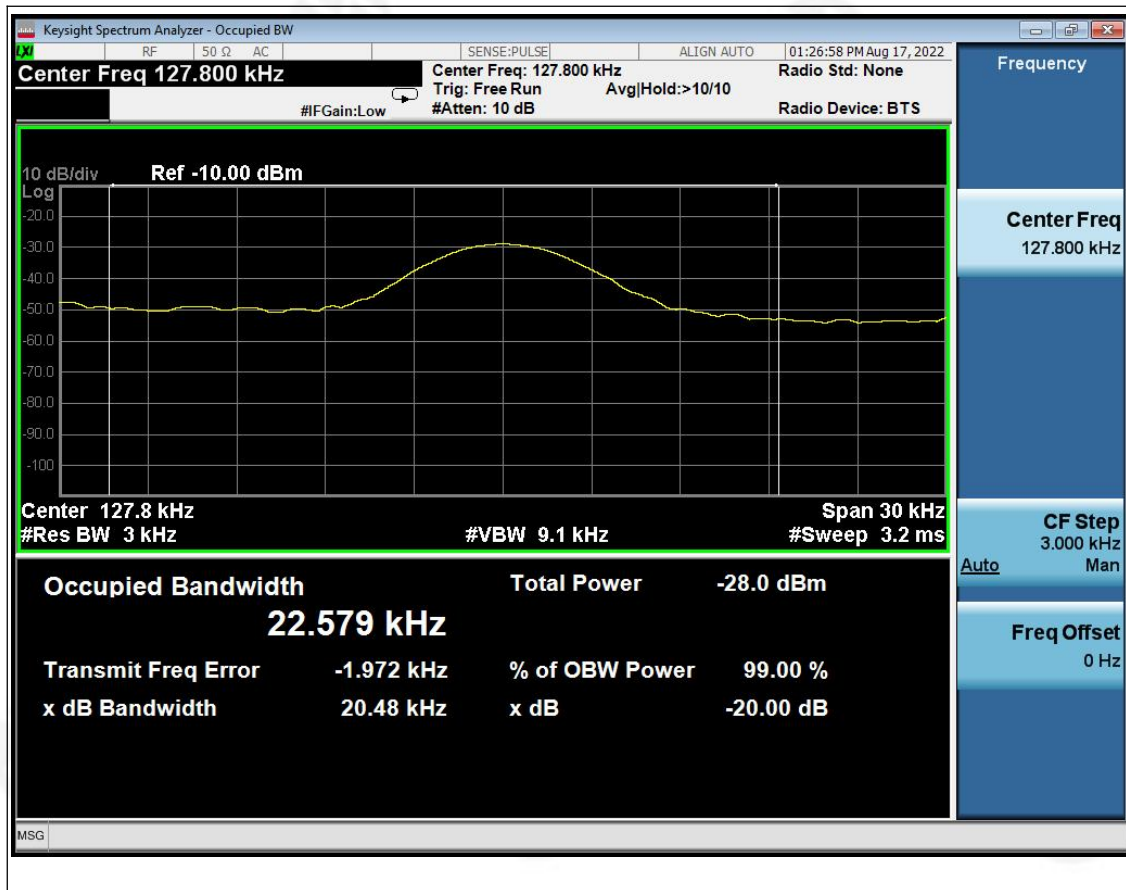 Keysight Spectrum Analyzer - Occupied BW
LXI RF 50 Ω AC SENSE:PULSE ALIGN AUTO 01:26:58 PM Aug 17, 2022
Center Freq 127.800 kHz
Center Freq: 127.800 kHz
Radio Std: None
Trig: Free Run Avg|Hold:>10/10
#IFGain:Low
#Atten: 10 dB
Radio Device: BTS
10 dB/div Ref -10.00 dBm
Log
-20.0
-30.0
-40.0
-50.0
-60.0
-70.0
-80.0
-90.0
-100
Center 127.8 kHz Span 30 kHz
#Res BW 3 kHz #VBW 9.1 kHz #Sweep 3.2 ms
Occupied Bandwidth Total Power -28.0 dBm
22.579 kHz
Transmit Freq Error -1.972 kHz % of OBW Power 99.00 %
x dB Bandwidth 20.48 kHz x dB -20.00 dB
MSG
Frequency
Center Freq
127.800 kHz
CF Step
3.000 kHz
Auto Man
Freq Offset
0 Hz